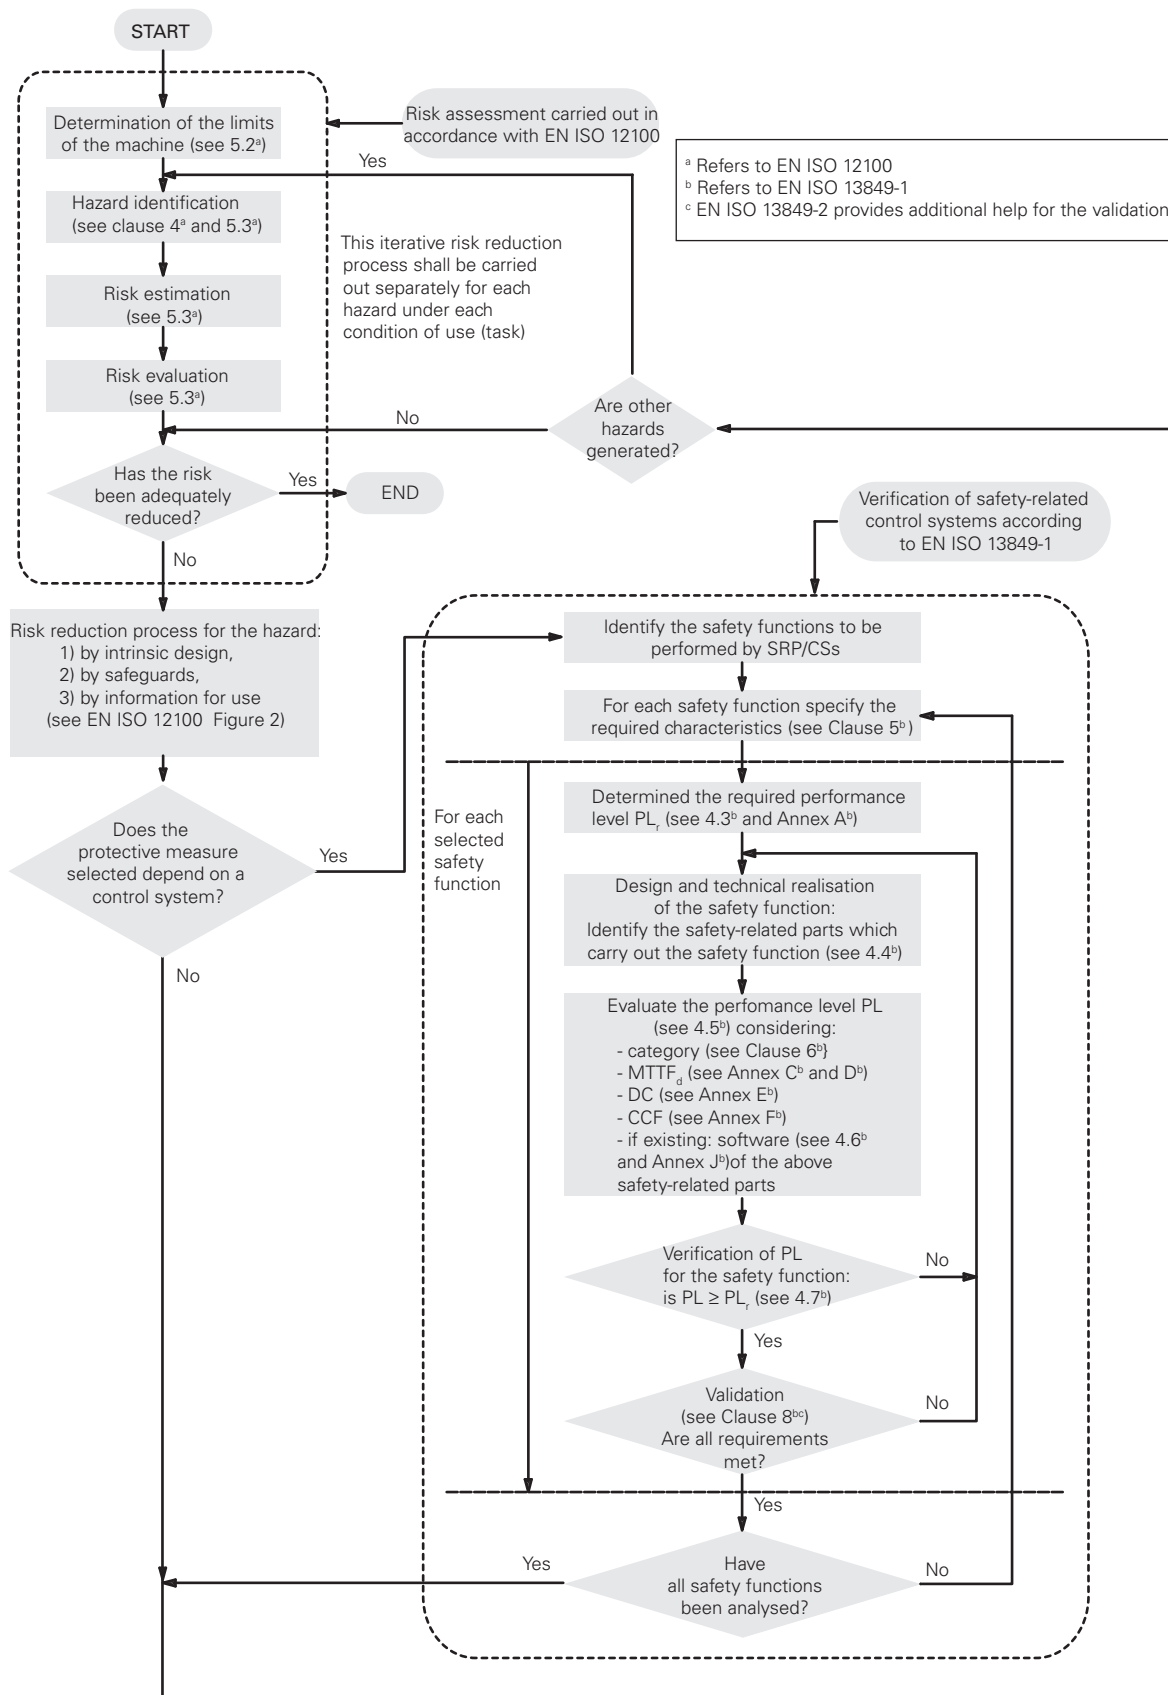 START
Determination of the limits
of the machine (see 5.2ᵃ)
Risk assessment carried out in
accordance with EN ISO 12100
Yes
ᵃ Refers to EN ISO 12100
ᵇ Refers to EN ISO 13849-1
ᶜ EN ISO 13849-2 provides additional help for the validation
Hazard identification
(see clause 4ᵃ and 5.3ᵃ)
This iterative risk reduction
process shall be carried
out separately for each
hazard under each
condition of use (task)
Risk estimation
(see 5.3ᵃ)
Risk evaluation
(see 5.3ᵃ)
No
Are other
hazards
generated?
Has the risk
been adequately
reduced?
Yes
END
No
Verification of safety-related
control systems according
to EN ISO 13849-1
Risk reduction process for the hazard:
1) by intrinsic design,
2) by safeguards,
3) by information for use
(see EN ISO 12100 Figure 2)
Identify the safety functions to be
performed by SRP/CSs
For each safety function specify the
required characteristics (see Clause 5ᵇ)
Does the
protective measure
selected depend on a
control system?
Yes
No
For each
selected
safety
function
Determined the required performance
level PLᵣ (see 4.3ᵇ and Annex Aᵇ)
Design and technical realisation
of the safety function:
Identify the safety-related parts which
carry out the safety function (see 4.4ᵇ)
Evaluate the perfomance level PL
(see 4.5ᵇ) considering:
- category (see Clause 6ᵇ}
- MTTFd (see Annex Cᵇ and Dᵇ)
- DC (see Annex Eᵇ)
- CCF (see Annex Fᵇ)
- if existing: software (see 4.6ᵇ
and Annex Jᵇ)of the above
safety-related parts
Verification of PL
for the safety function:
is PL ≥ PLᵣ (see 4.7ᵇ)
No
Yes
Validation
(see Clause 8ᵇᶜ)
Are all requirements
met?
No
Yes
Have
all safety functions
been analysed?
Yes
No